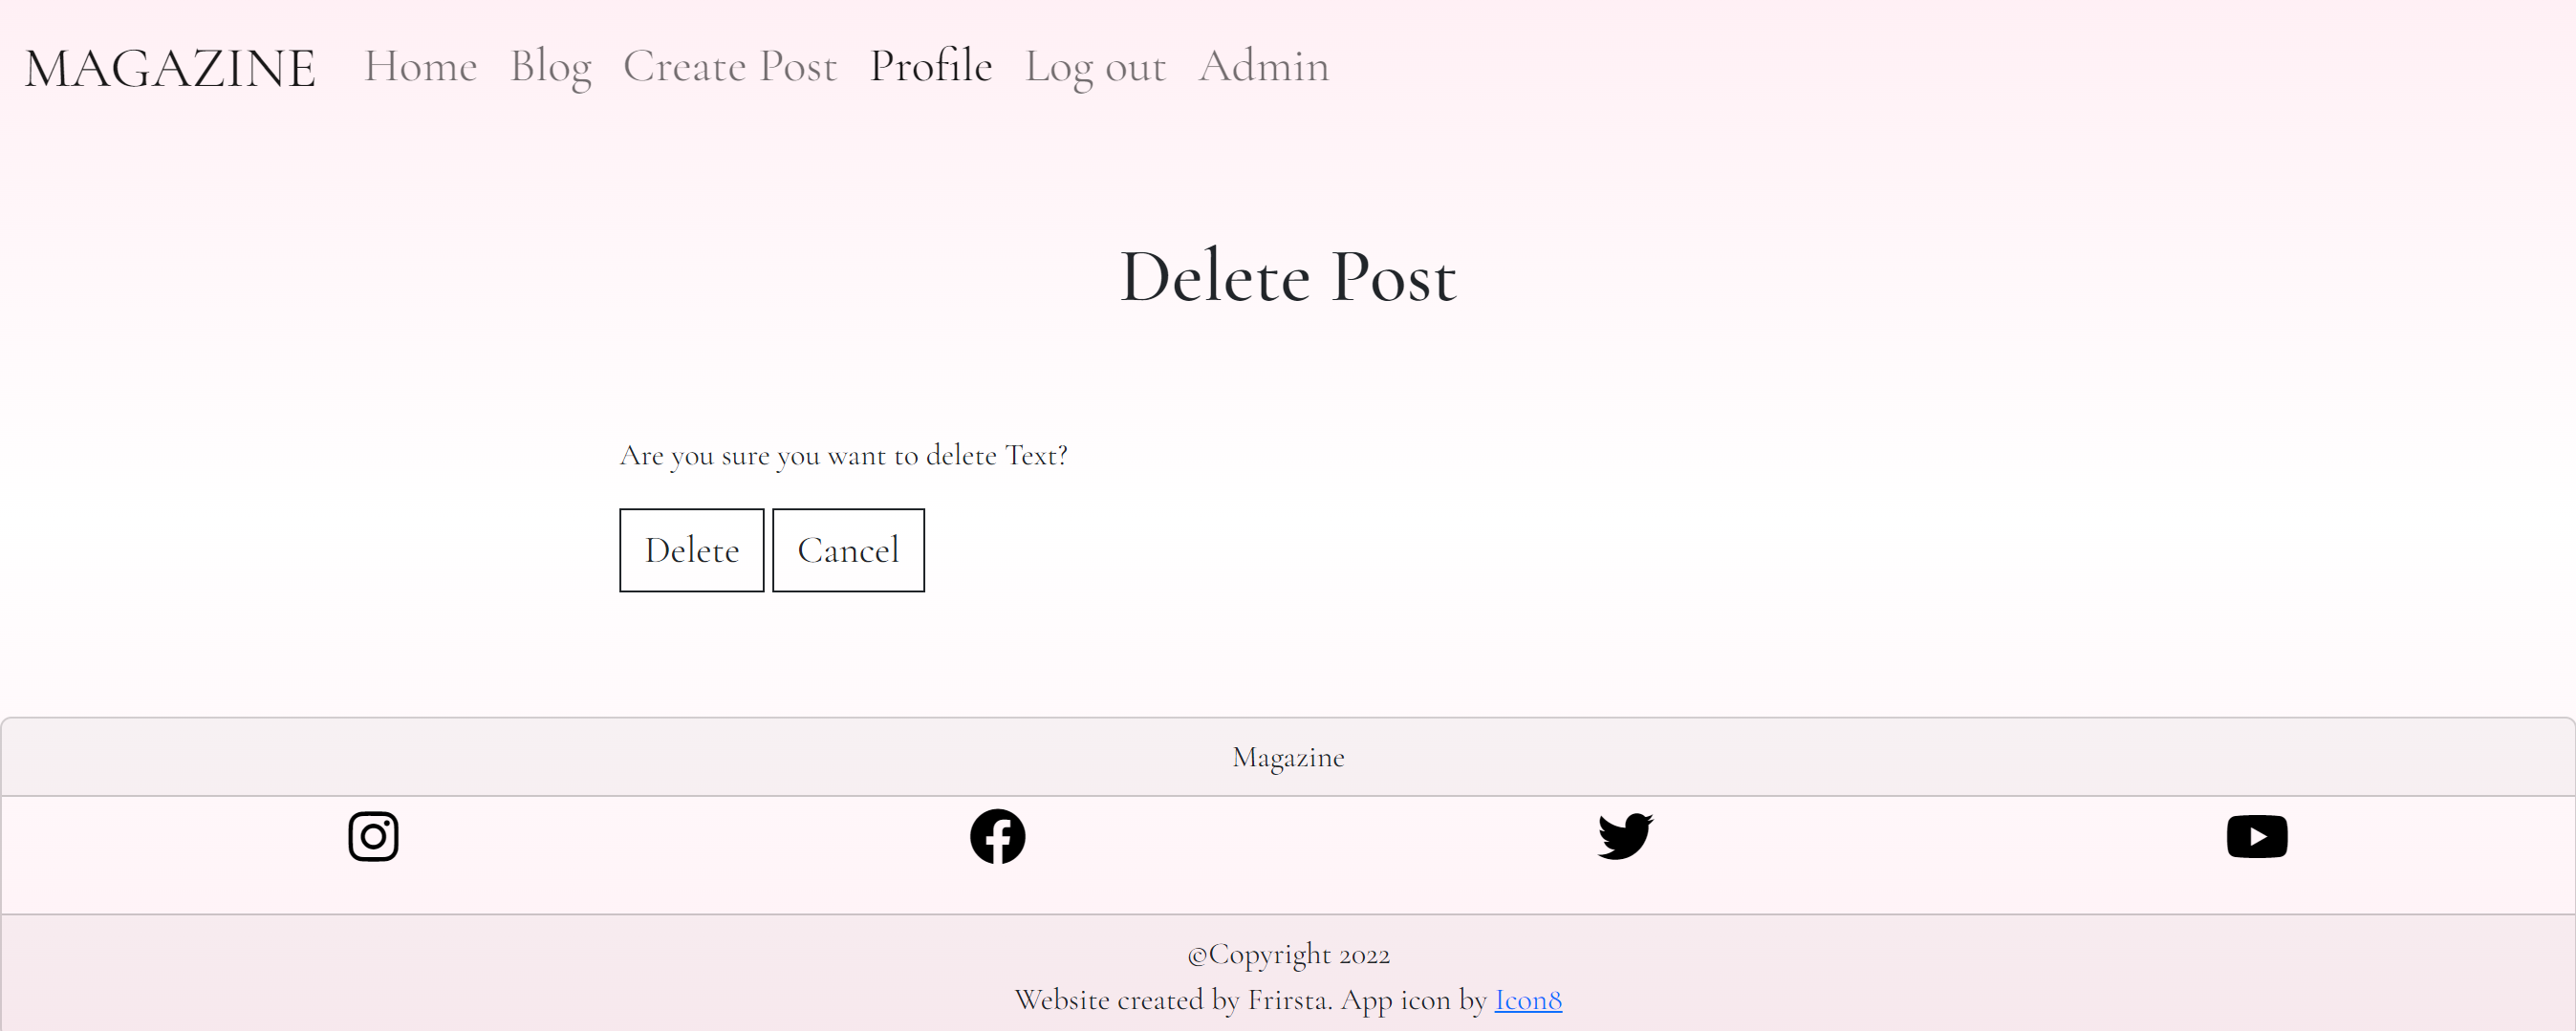 MAGAZINE Home Blog Create Post Profile Log out Admin
Delete Post
Are you sure you want to delete Text?
Delete Cancel
Magazine
©Copyright 2022
Website created by Frirsta. App icon by Icon8